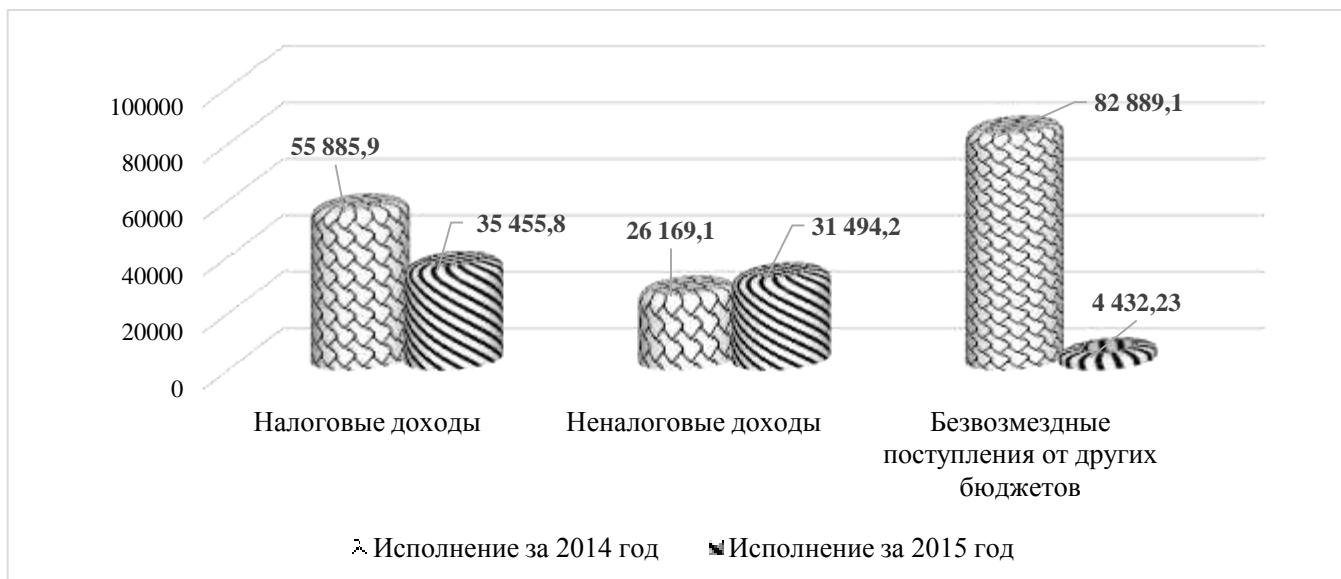 100000
80000
60000
40000
20000
0
55 885,9
35 455,8
26 169,1
31 494,2
82 889,1
4 432,23
Налоговые доходы
Неналоговые доходы
Безвозмездные
поступления от других
бюджетов
Исполнение за 2014 год
Исполнение за 2015 год